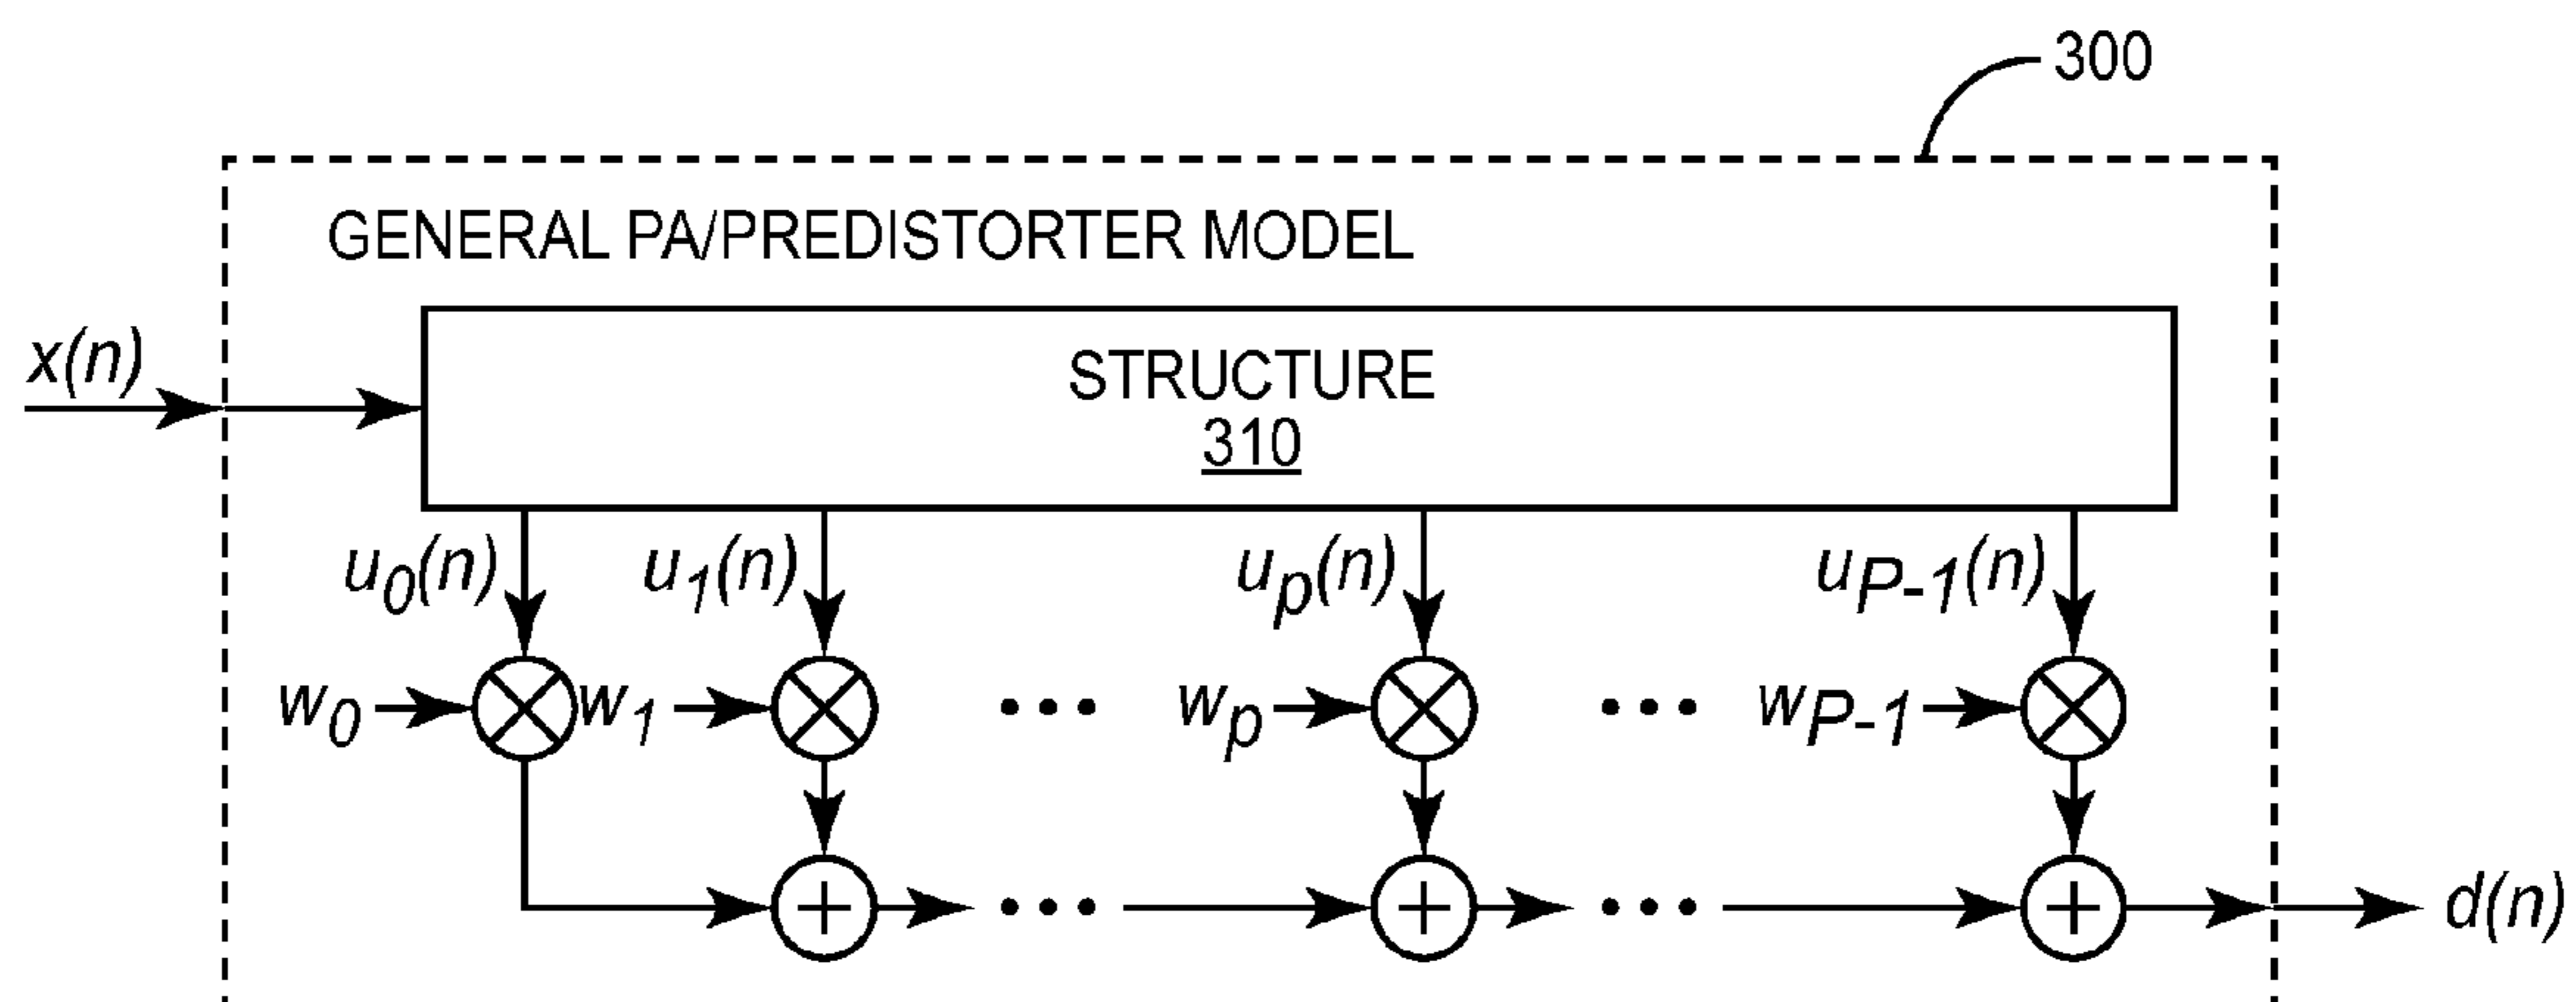 300
GENERAL PA/PREDISTORTER MODEL
x(n)
STRUCTURE
310
u0(n) u1(n) up(n) uP-1(n)
w0 w1 ••• wp ••• wP-1
+ ••• + ••• + d(n)